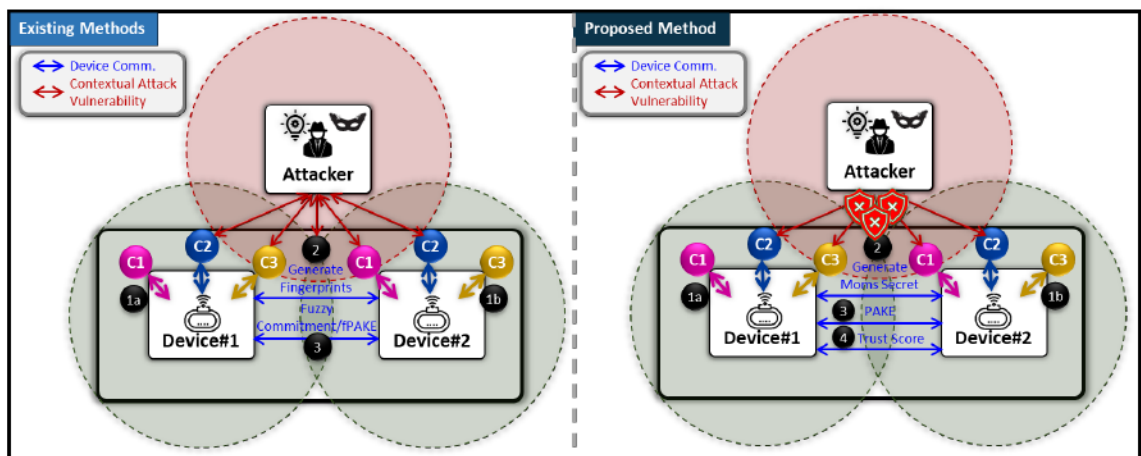 Existing Methods
Device Comm.
Contextual Attack
Vulnerability
Attacker
C2
C2
C1
C3
2
C1
C3
Generate
Fingerprints
1a
1b
Fuzzy
Commitment/fPAKE
Device#1
3
Device#2
Proposed Method
Device Comm.
Contextual Attack
Vulnerability
Attacker
C2
C2
C1
C3
2
C1
C3
Generate
Moms Secret
1a
1b
3 PAKE
4 Trust Score
Device#1
Device#2